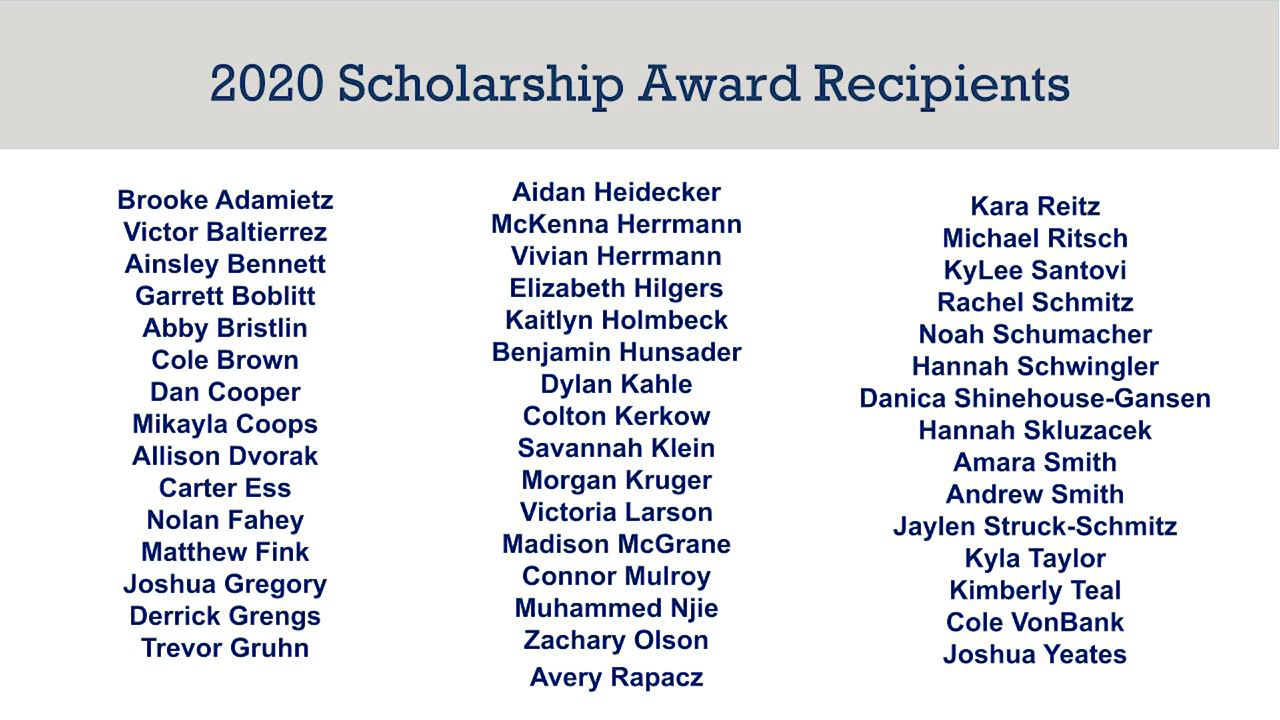 2020 Scholarship Award Recipients
Brooke Adamietz
Victor Baltierrez
Ainsley Bennett
Garrett Boblitt
Abby Bristlin
Cole Brown
Dan Cooper
Mikayla Coops
Allison Dvorak
Carter Ess
Nolan Fahey
Matthew Fink
Joshua Gregory
Derrick Grengs
Trevor Gruhn
Aidan Heidecker
McKenna Herrmann
Vivian Herrmann
Elizabeth Hilgers
Kaitlyn Holmbeck
Benjamin Hunsader
Dylan Kahle
Colton Kerkow
Savannah Klein
Morgan Kruger
Victoria Larson
Madison McGrane
Connor Mulroy
Muhammed Njie
Zachary Olson
Avery Rapacz
Kara Reitz
Michael Ritsch
KyLee Santovi
Rachel Schmitz
Noah Schumacher
Hannah Schwingler
Danica Shinehouse-Gansen
Hannah Skluzacek
Amara Smith
Andrew Smith
Jaylen Struck-Schmitz
Kyla Taylor
Kimberly Teal
Cole VonBank
Joshua Yeates